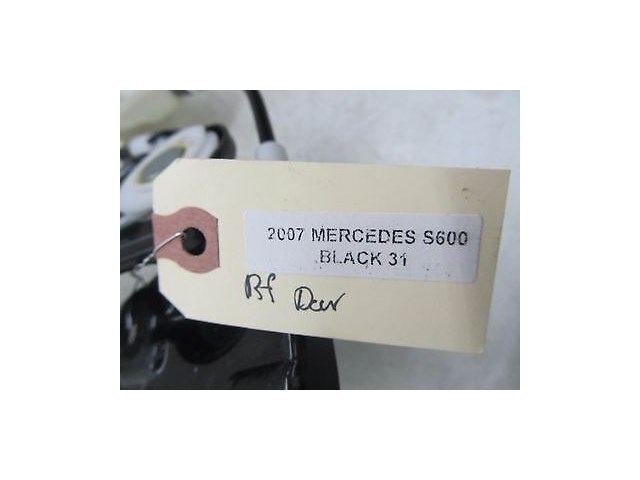 2007 MERCEDES S600
BLACK 31
Rf Door